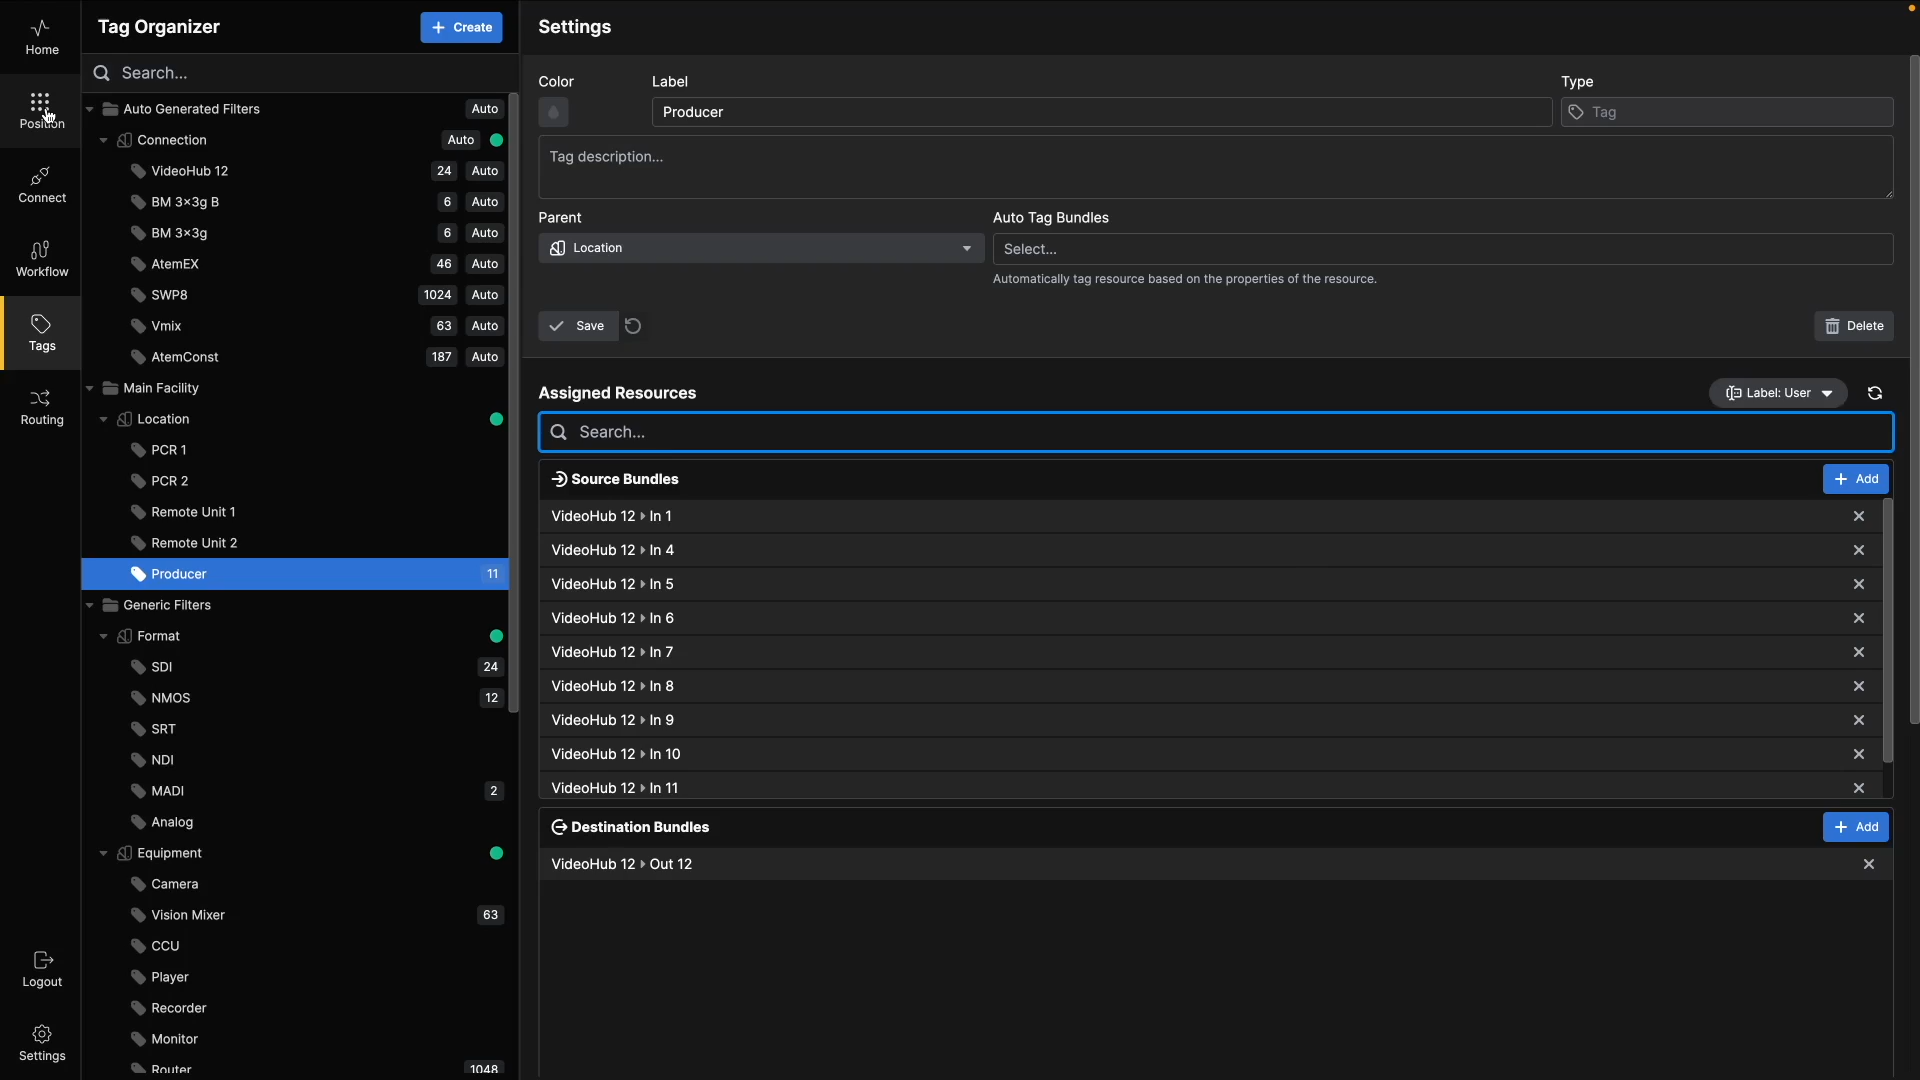 Home
Position
Connect
Workflow
Tags
Routing
Logout
Settings
Tag Organizer
Create
Search...
Auto Generated Filters Auto
Connection Auto
VideoHub 12 24 Auto
BM 3×3g B 6 Auto
BM 3×3g 6 Auto
AtemEX 46 Auto
SWP8 1024 Auto
Vmix 63 Auto
AtemConst 187 Auto
Main Facility
Location
PCR 1
PCR 2
Remote Unit 1
Remote Unit 2
Producer 11
Generic Filters
Format
SDI 24
NMOS 12
SRT
NDI
MADI 2
Analog
Equipment
Camera
Vision Mixer 63
CCU
Player
Recorder
Monitor
Router 1048
Settings
Color Label Type
Producer Tag
Tag description...
Parent Auto Tag Bundles
Location Select...
Automatically tag resource based on the properties of the resource.
Save Delete
Assigned Resources Label: User
Search...
Source Bundles Add
VideoHub 12 In 1
VideoHub 12 In 4
VideoHub 12 In 5
VideoHub 12 In 6
VideoHub 12 In 7
VideoHub 12 In 8
VideoHub 12 In 9
VideoHub 12 In 10
VideoHub 12 In 11
Destination Bundles Add
VideoHub 12 Out 12